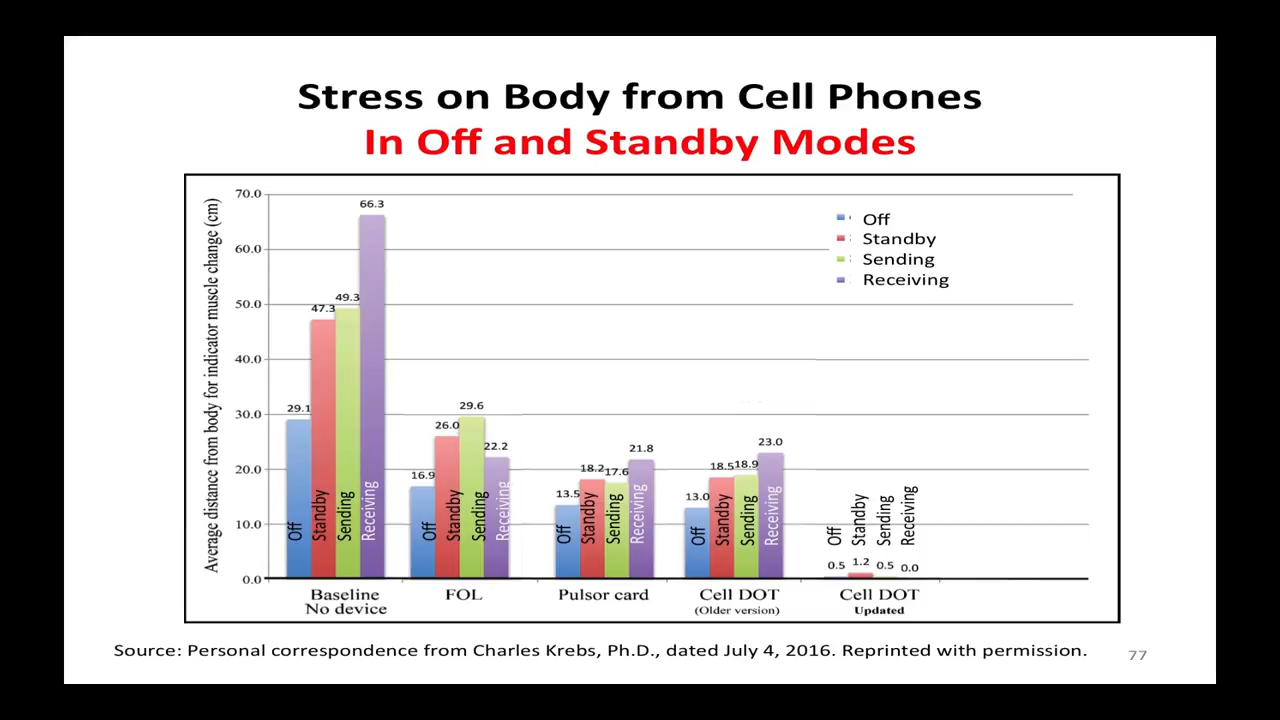 Stress on Body from Cell Phones
In Off and Standby Modes
Average distance from body for indicator muscle change (cm)
70.0
60.0
50.0
40.0
30.0
20.0
10.0
0.0
Off
Standby
Sending
Receiving
29.1
47.3
49.3
66.3
Off
Standby
Sending
Receiving
16.9
26.0
29.6
22.2
Off
Standby
Sending
Receiving
13.5
18.2
17.6
21.8
Off
Standby
Sending
Receiving
13.0
18.5
18.9
23.0
Off
Standby
Sending
Receiving
Off
Standby
Sending
Receiving
0.5
1.2
0.5
0.0
Baseline
No device
FOL
Pulsor card
Cell DOT
(Older version)
Cell DOT
Updated
Source: Personal correspondence from Charles Krebs, Ph.D., dated July 4, 2016. Reprinted with permission.
77